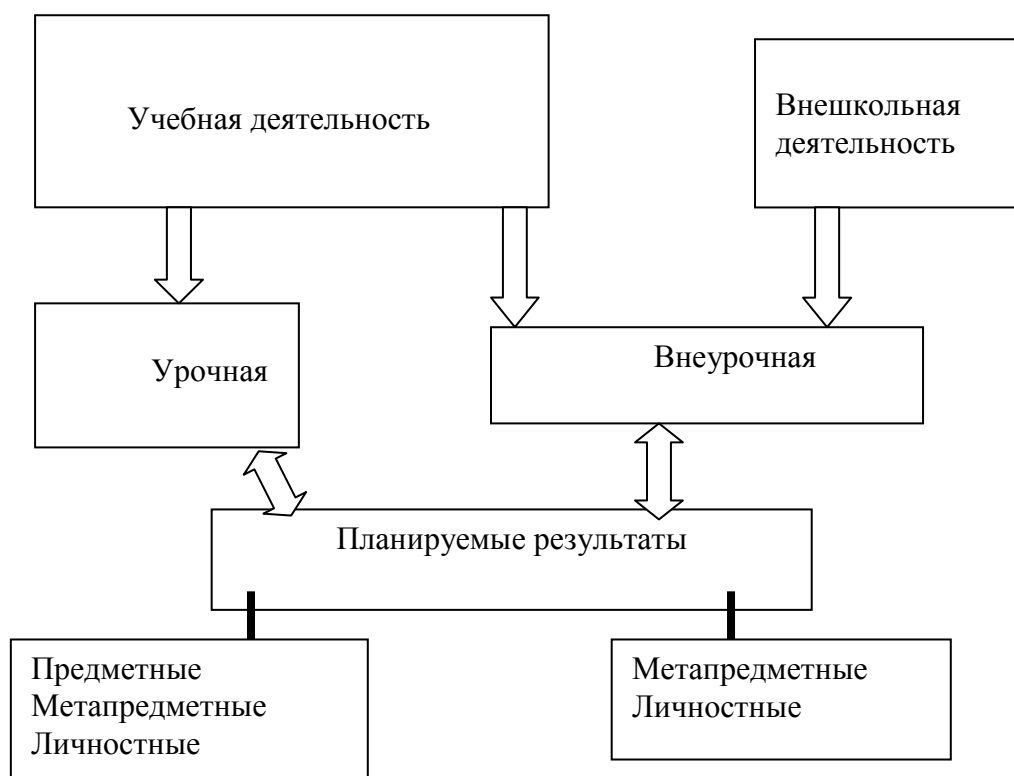 Учебная деятельность
Внешкольная
деятельность
Урочная
Внеурочная
Планируемые результаты
Предметные
Метапредметные
Личностные
Метапредметные
Личностные